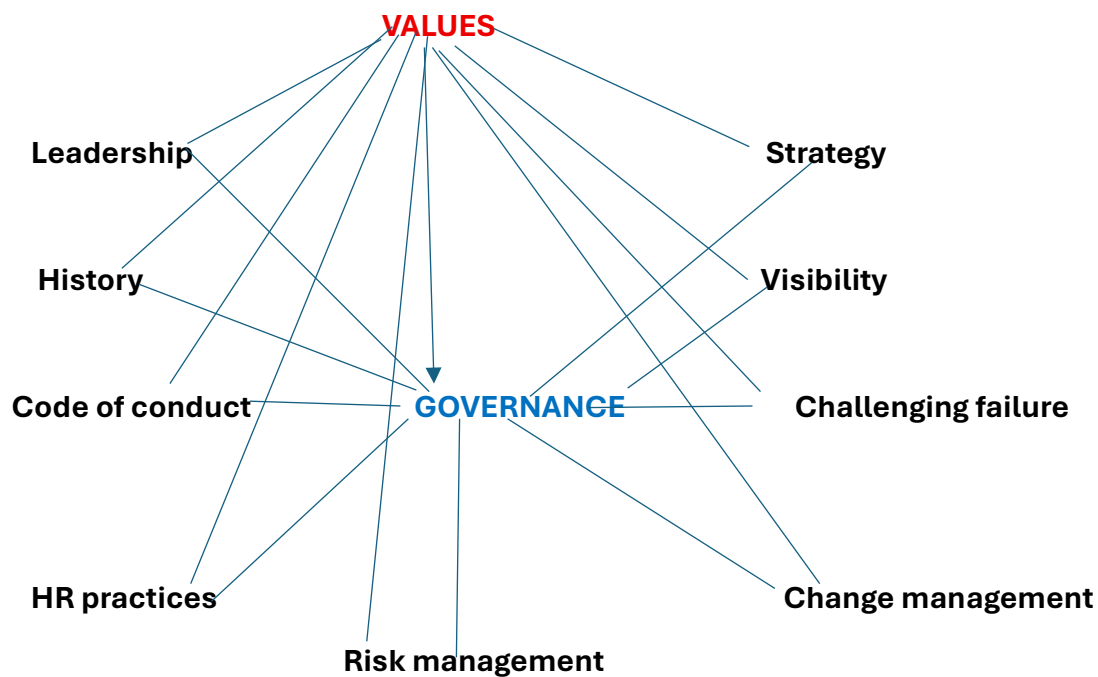 VALUES
Leadership
Strategy
History
Visibility
Code of conduct
GOVERNANCE
Challenging failure
HR practices
Change management
Risk management